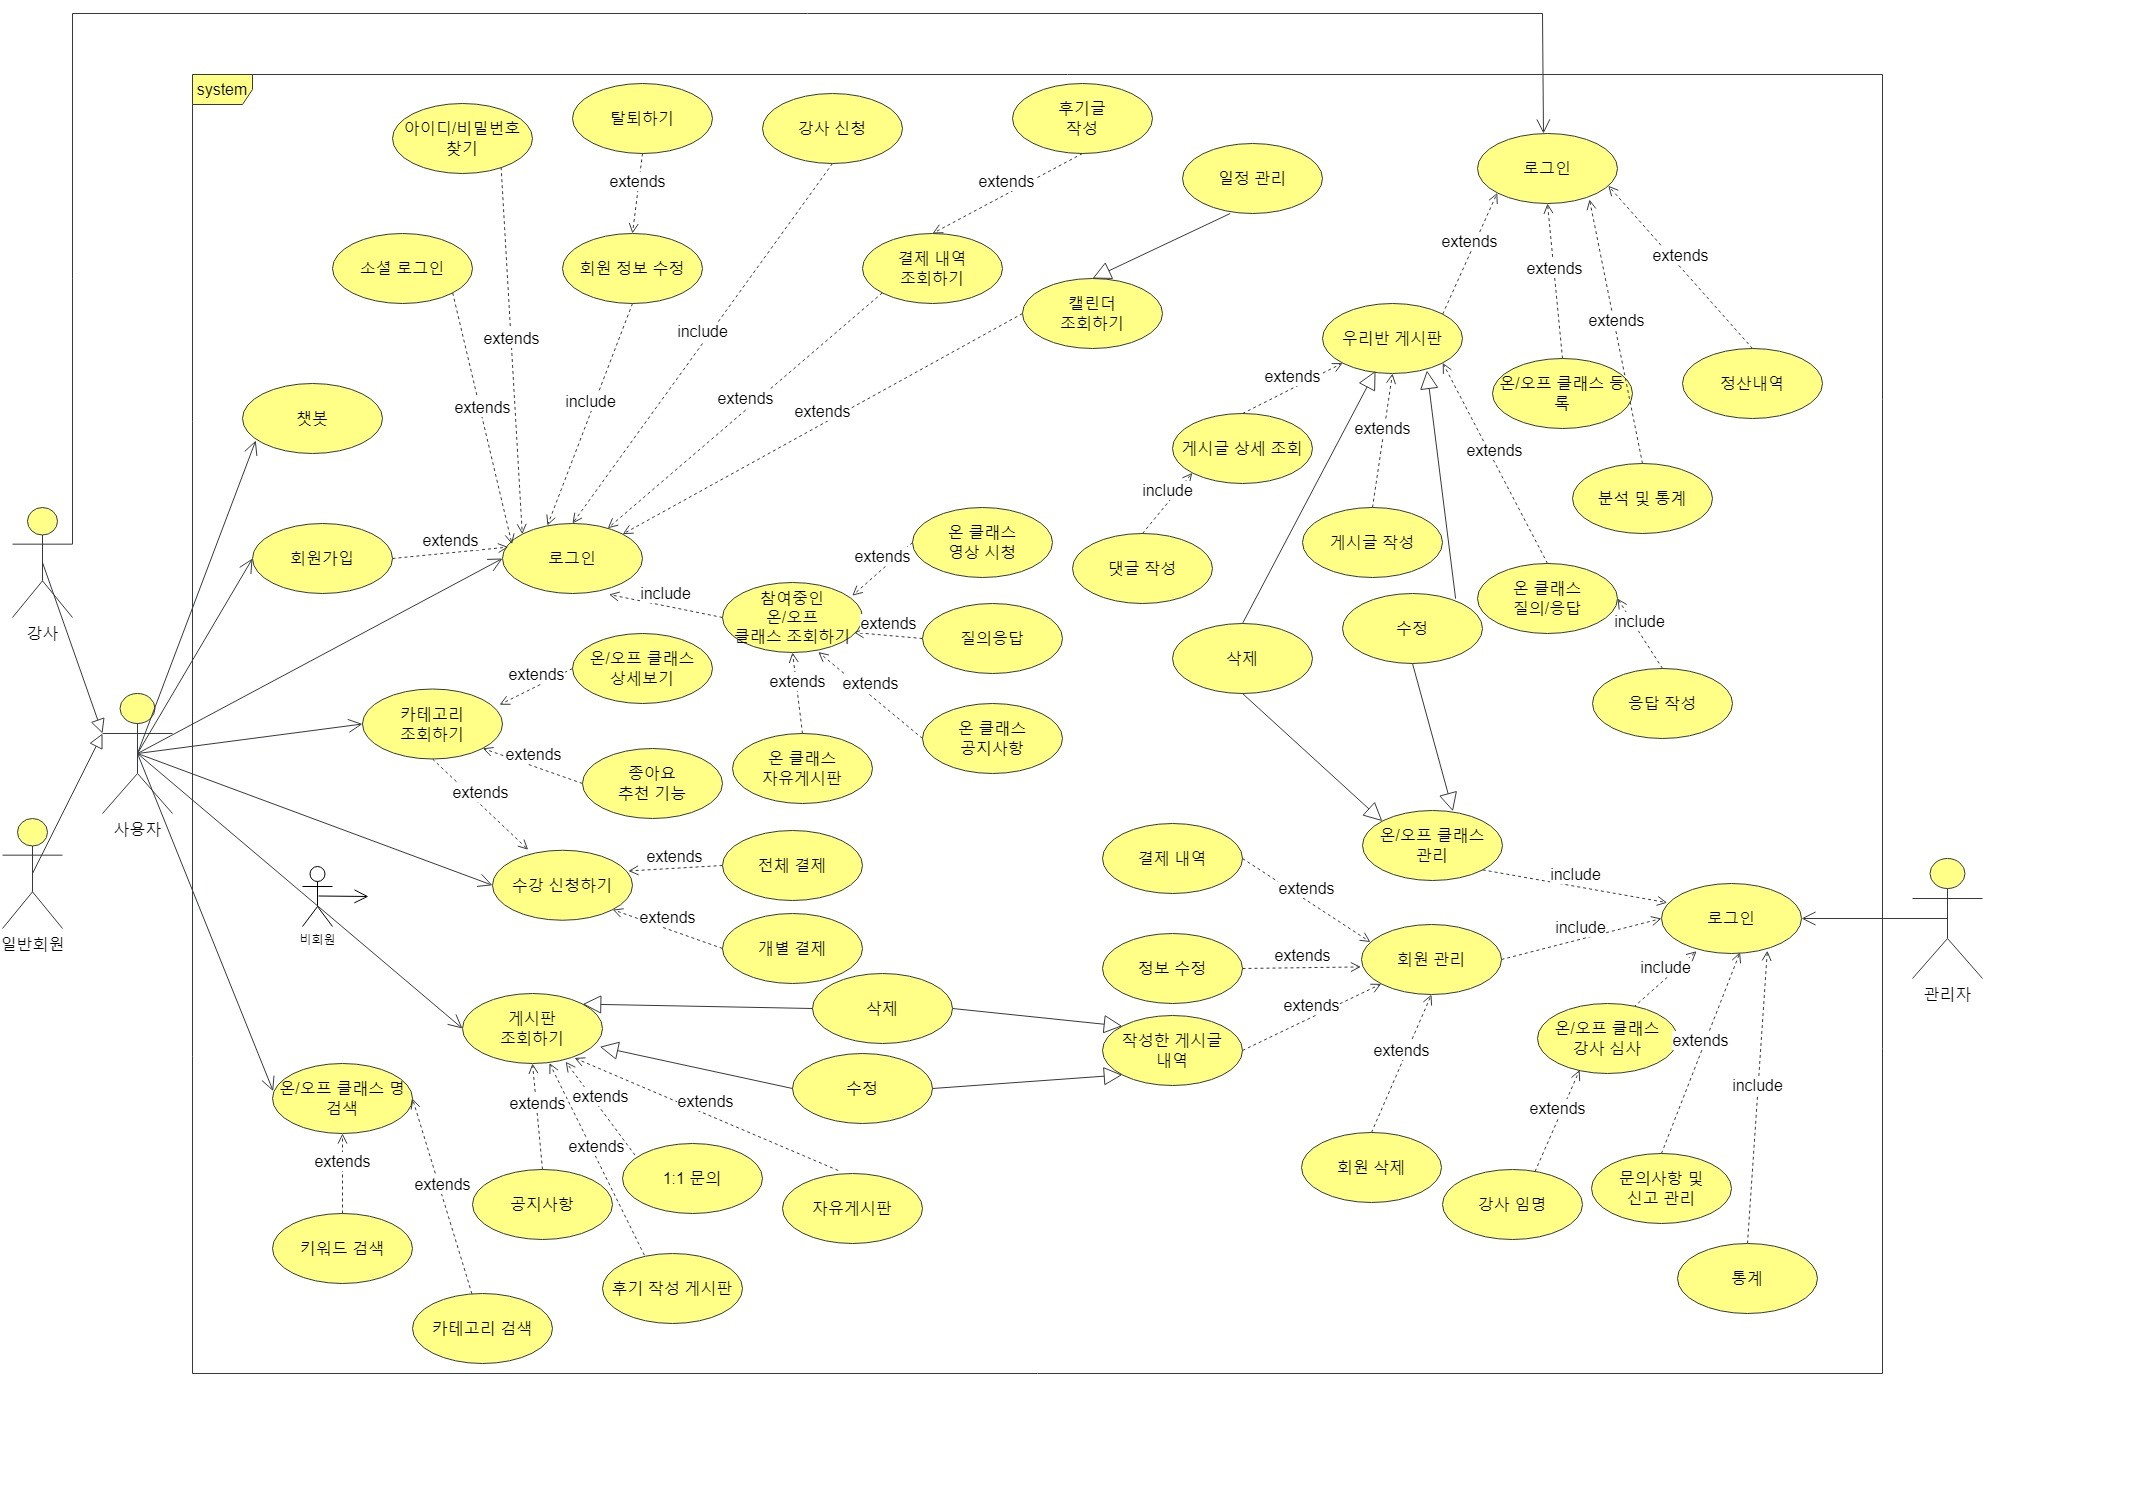 system
아이디/비밀번호
찾기
탈퇴하기
강사 신청
후기글
작성
일정 관리
로그인
extends
extends
소셜 로그인
회원 정보 수정
결제 내역
조회하기
캘린더
조회하기
extends
extends
extends
extends
extends
include
우리반 게시판
온/오프 클래스 등
록
정산내역
extends
include
extends
extends
extends
extends
extends
챗봇
게시글 상세 조회
include
분석 및 통계
회원가입
extends
로그인
include
온 클래스
영상 시청
extends
댓글 작성
게시글 작성
온 클래스
질의/응답
include
강사
참여중인
온/오프
클래스 조회하기
extends
질의응답
삭제
수정
응답 작성
온/오프 클래스
상세보기
extends
extends
extends
카테고리
조회하기
extends
종아요
추천 기능
온 클래스
자유게시판
온 클래스
공지사항
사용자
extends
수강 신청하기
extends
전체 결제
extends
개별 결제
비회원
일반회원
결제 내역
extends
온/오프 클래스
관리
include
로그인
include
회원 관리
정보 수정
extends
extends
include
관리자
게시판
조회하기
삭제
수정
작성한 게시글
내역
extends
온/오프 클래스
강사 심사
extends
include
extends
온/오프 클래스 명
검색
extends
extends
extends
extends
extends
extends
공지사항
1:1 문의
자유게시판
회원 삭제
강사 임명
문의사항 및
신고 관리
키워드 검색
후기 작성 게시판
통계
카테고리 검색